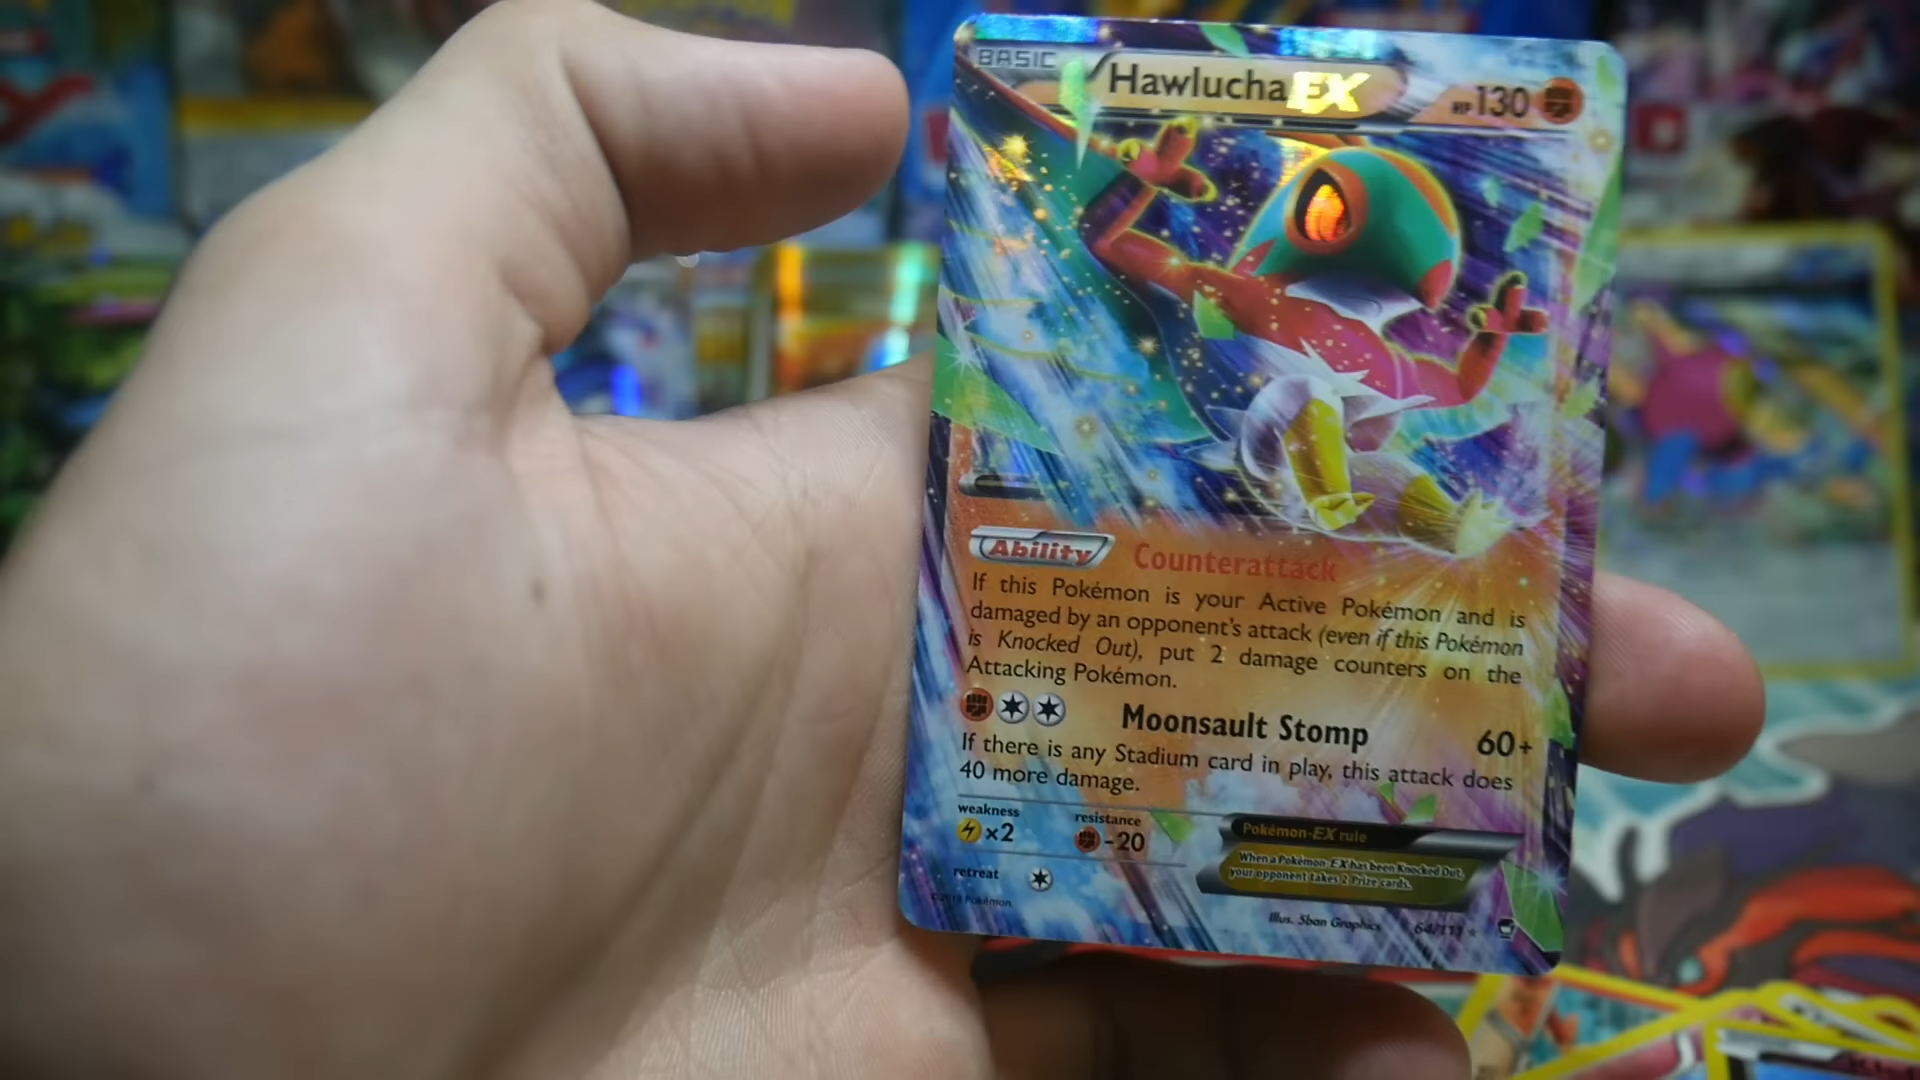 BASIC
Hawlucha EX
HP 130
Ability Counterattack
If this Pokémon is your Active Pokémon and is
damaged by an opponent's attack (even if this Pokémon
is Knocked Out), put 2 damage counters on the
Attacking Pokémon.
Moonsault Stomp 60+
If there is any Stadium card in play, this attack does
40 more damage.
weakness
×2
resistance
-20
retreat
Pokémon-EX rule
When a Pokémon-EX has been Knocked Out,
your opponent takes 2 Prize cards.
Pokémon
Illus. 5ban Graphics
64/111